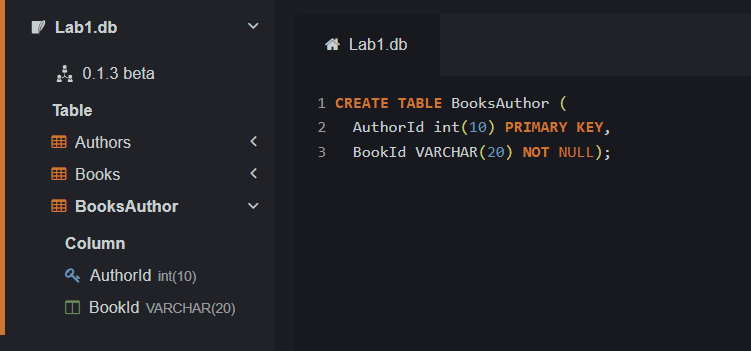 Lab1.db
0.1.3 beta
Table
Authors
Books
BooksAuthor
Column
AuthorId int(10)
BookId VARCHAR(20)
Lab1.db
1 CREATE TABLE BooksAuthor (
2 AuthorId int(10) PRIMARY KEY,
3 BookId VARCHAR(20) NOT NULL);